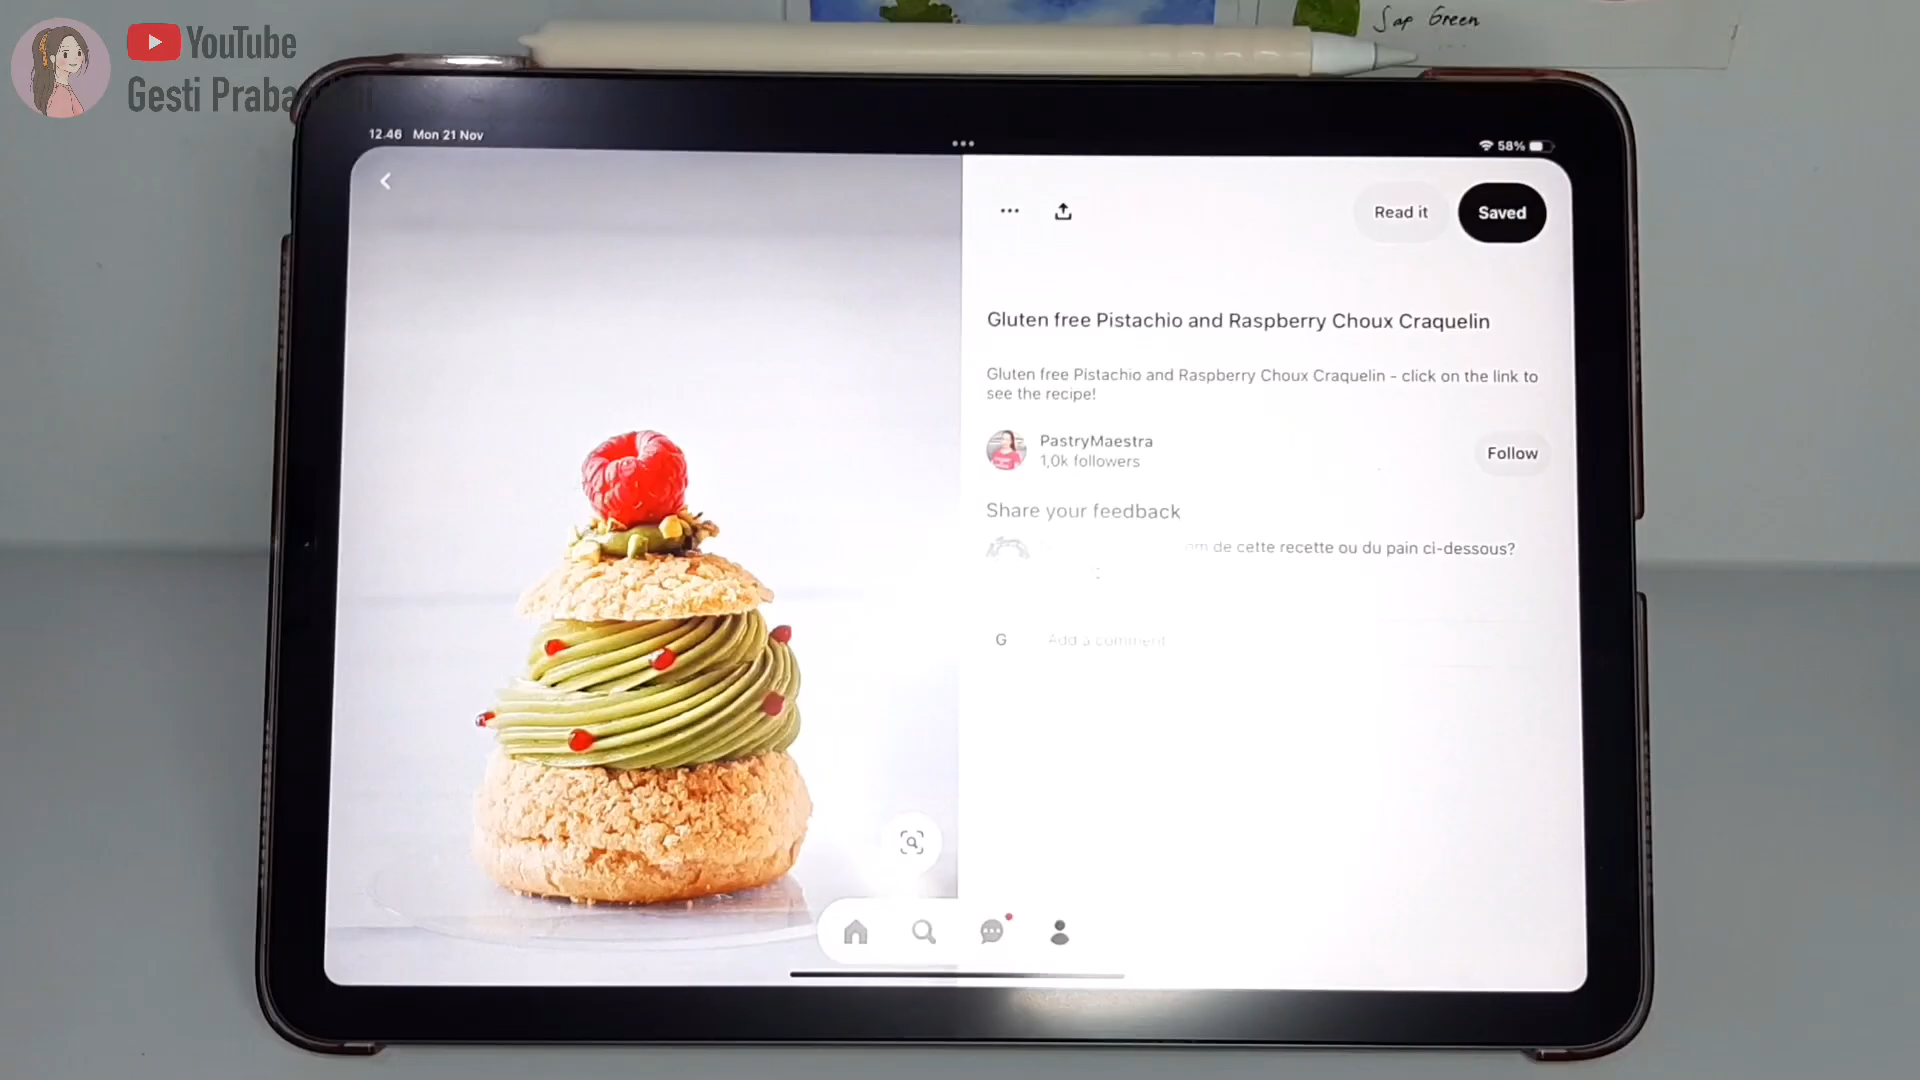 YouTube
Gesti Praba
Sap Green
12.46 Mon 21 Nov
58%
Read it
Saved
Gluten free Pistachio and Raspberry Choux Craquelin
Gluten free Pistachio and Raspberry Choux Craquelin - click on the link to
see the recipe!
PastryMaestra
1,0k followers
Follow
Share your feedback
de cette recette ou du pain ci-dessous?
G
Add a comment